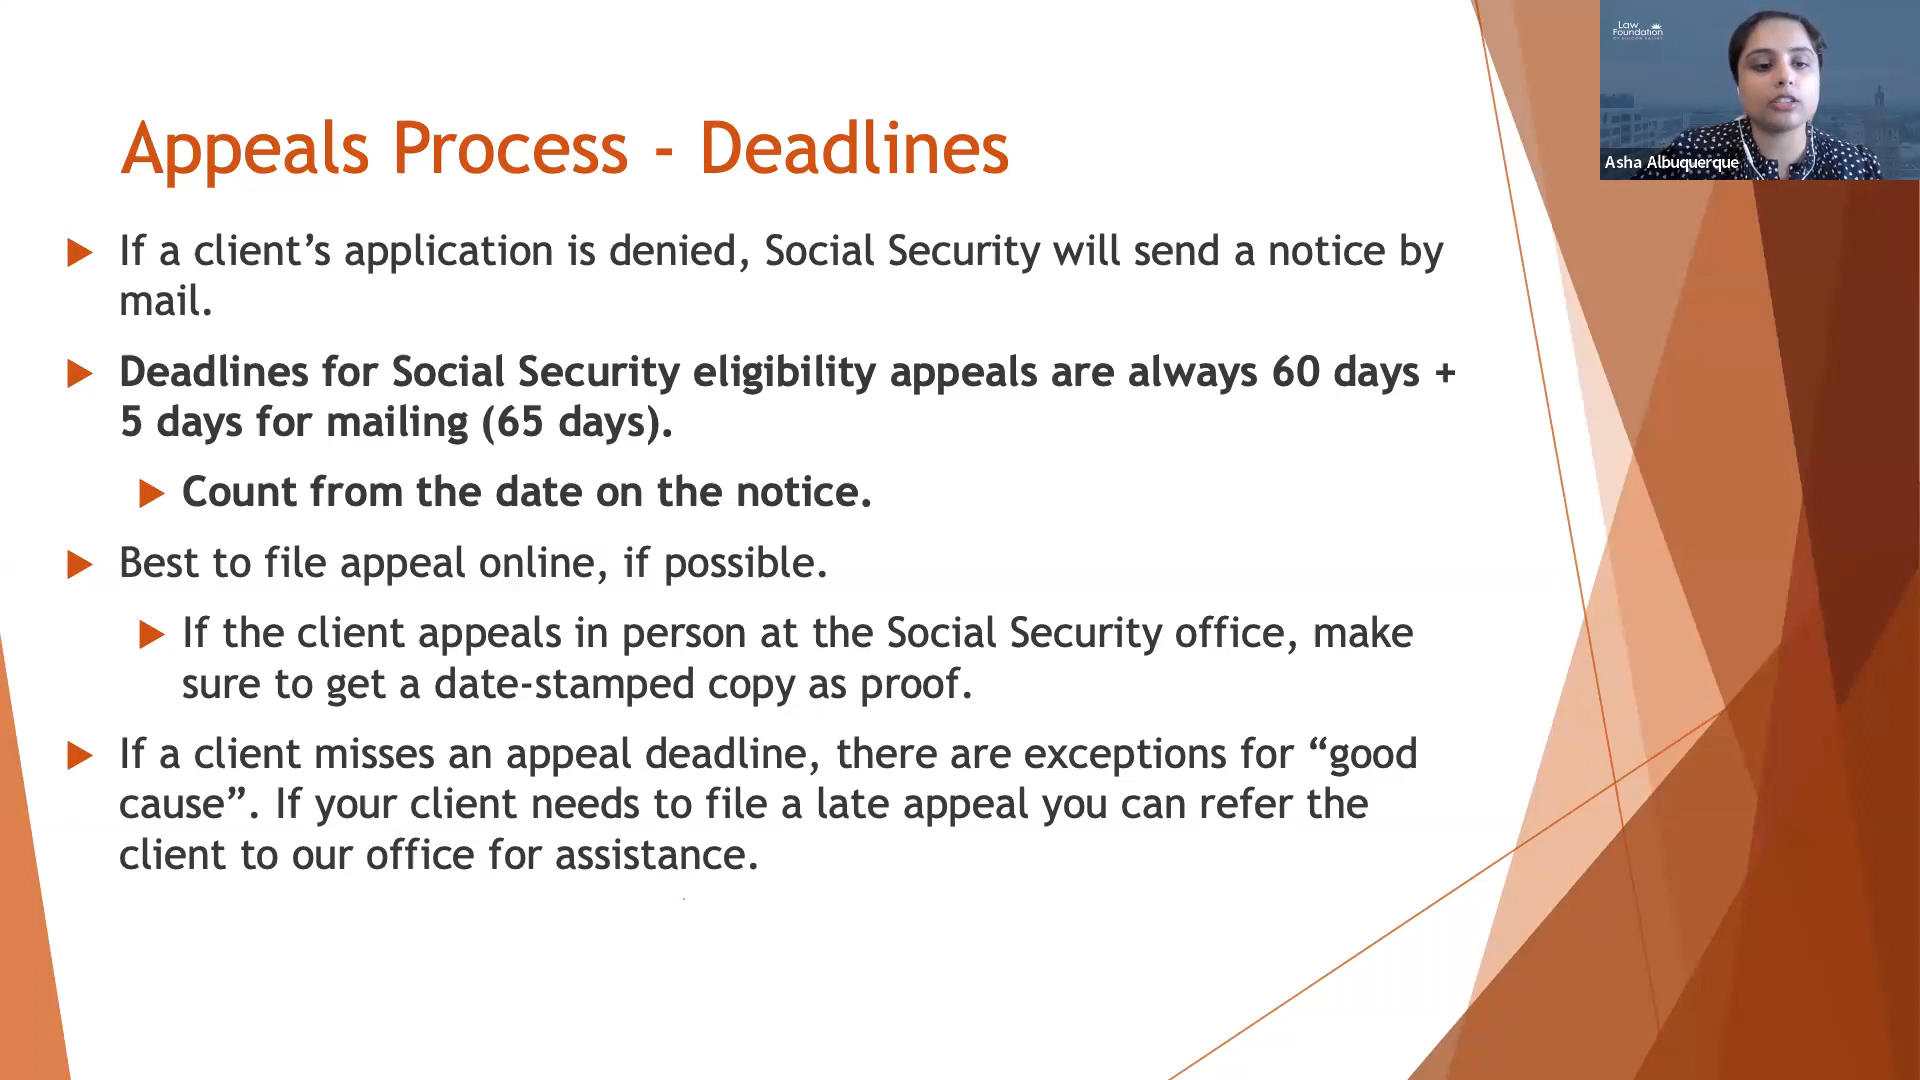 Law
Foundation
OF SILICON VALLEY
Asha Albuquerque
Appeals Process - Deadlines
If a client’s application is denied, Social Security will send a notice by
mail.
Deadlines for Social Security eligibility appeals are always 60 days +
5 days for mailing (65 days).
Count from the date on the notice.
Best to file appeal online, if possible.
If the client appeals in person at the Social Security office, make
sure to get a date-stamped copy as proof.
If a client misses an appeal deadline, there are exceptions for “good
cause”. If your client needs to file a late appeal you can refer the
client to our office for assistance.